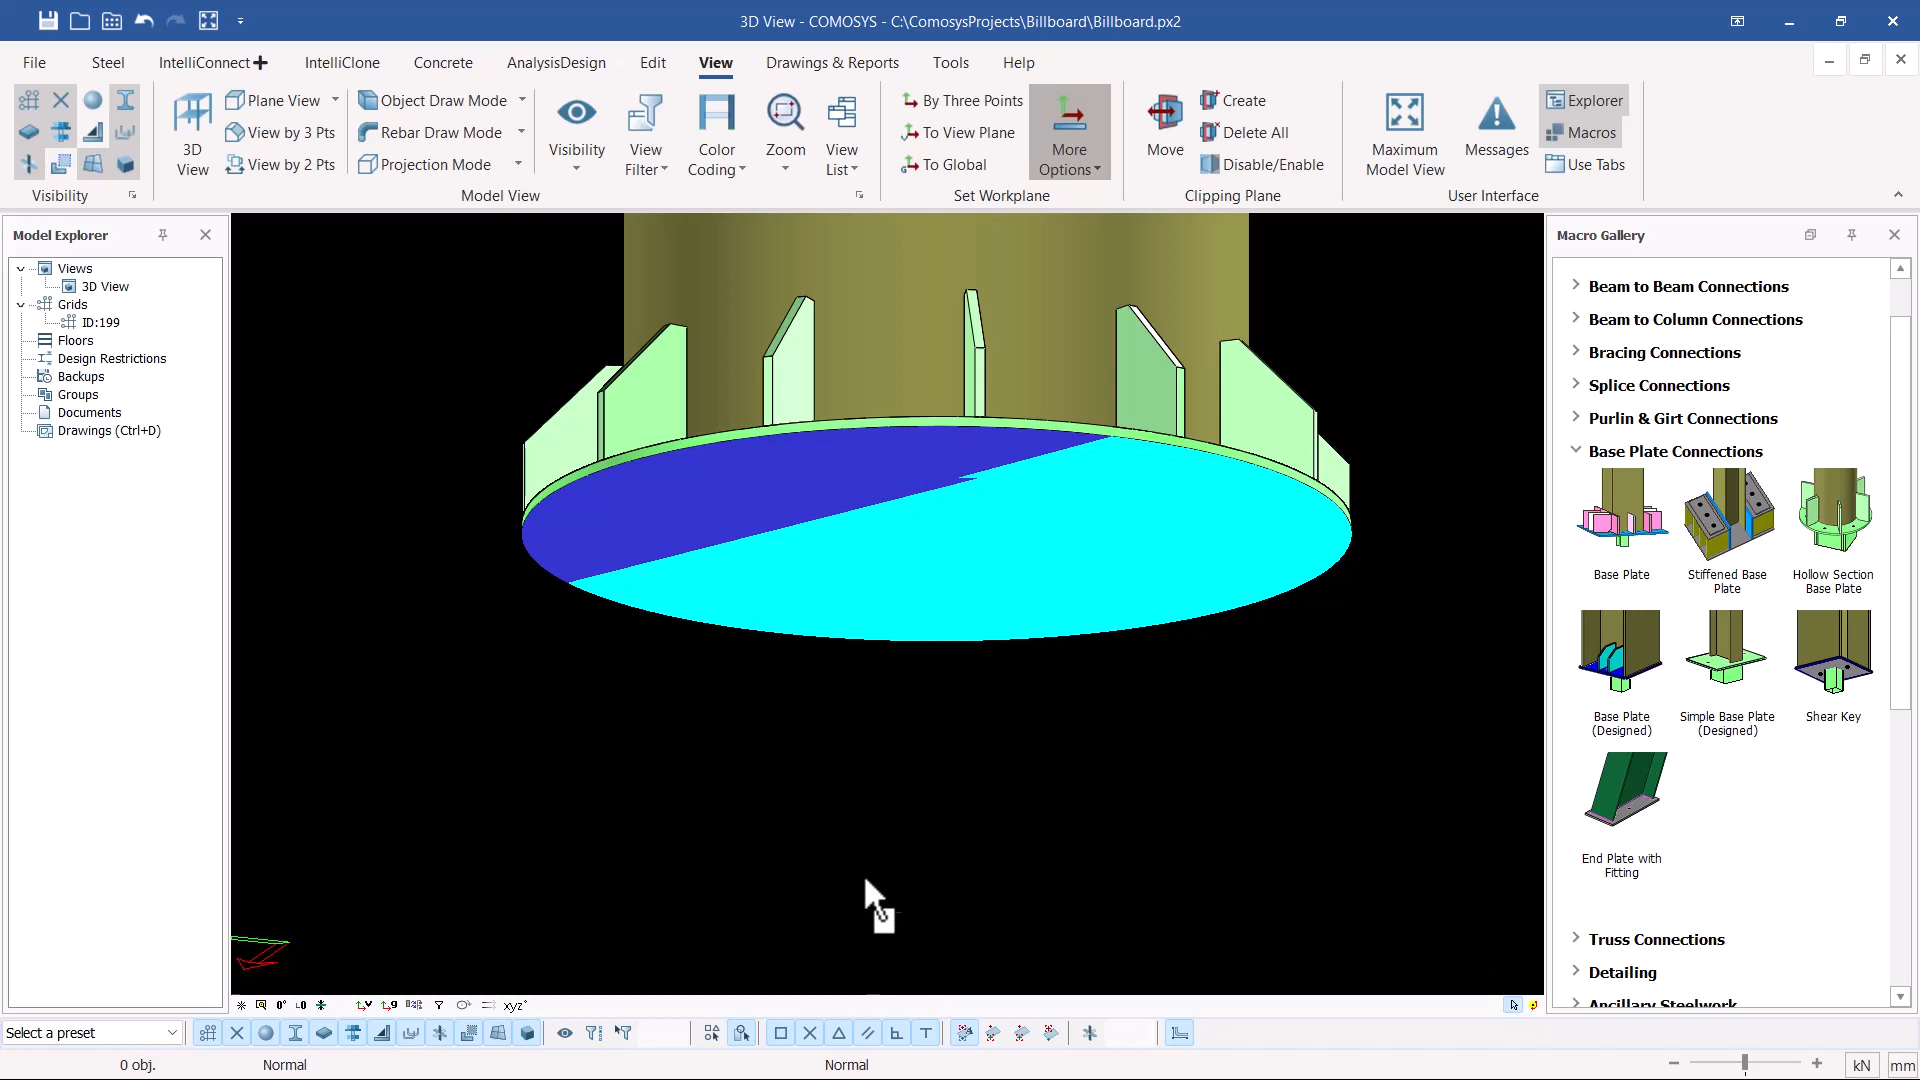 3D View - COMOSYS - C:\ComosysProjects\Billboard\Billboard.px2
File
Steel
IntelliConnect
IntelliClone
Concrete
AnalysisDesign
Edit
View
Drawings & Reports
Tools
Help
Visibility
3D
View
Plane View
View by 3 Pts
View by 2 Pts
Object Draw Mode
Rebar Draw Mode
Projection Mode
Visibility
View
Filter
Color
Coding
Zoom
View
List
Model View
By Three Points
To View Plane
To Global
More
Options
Set Workplane
Move
Create
Delete All
Disable/Enable
Clipping Plane
Maximum
Model View
Messages
Explorer
Macros
Use Tabs
User Interface
Model Explorer
Views
3D View
Grids
ID:199
Floors
Design Restrictions
Backups
Groups
Documents
Drawings (Ctrl+D)
Macro Gallery
Beam to Beam Connections
Beam to Column Connections
Bracing Connections
Splice Connections
Purlin & Girt Connections
Base Plate Connections
Base Plate
Stiffened Base
Plate
Hollow Section
Base Plate
Base Plate
(Designed)
Simple Base Plate
(Designed)
Shear Key
End Plate with
Fitting
Truss Connections
Detailing
Ancillary Steelwork
xyz
Select a preset
0 obj.
Normal
Normal
kN
mm